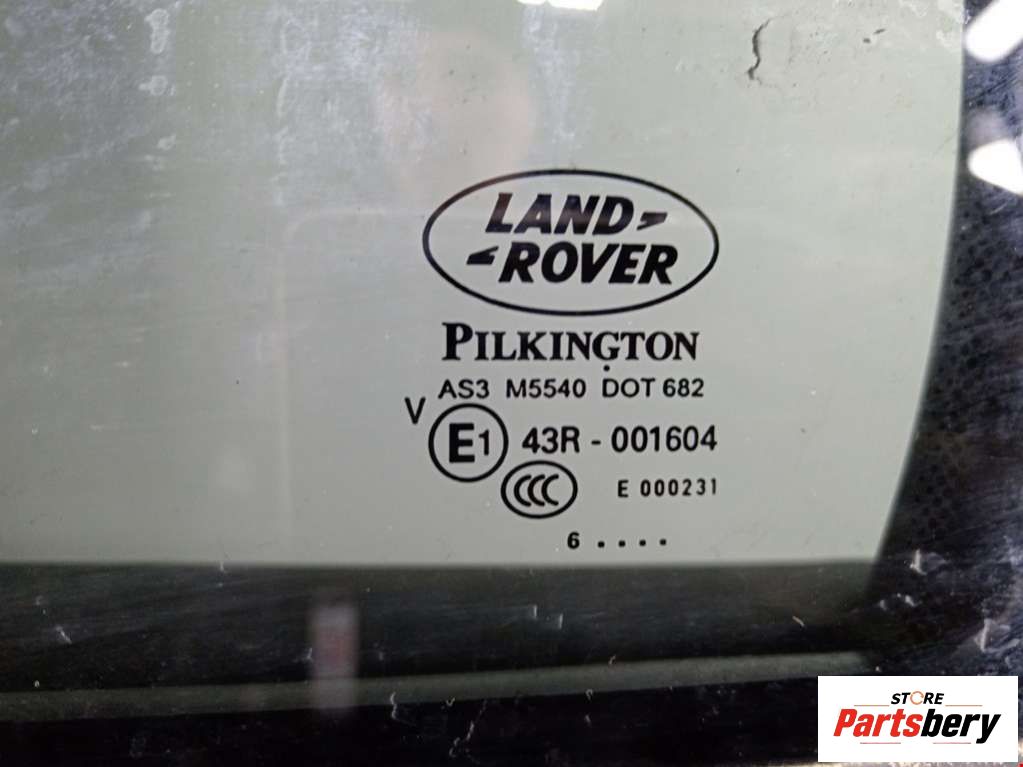 LAND
ROVER
PILKINGTON
AS3 M5540 DOT 682
V E1 43R - 001604
CCC E 000231
6 ....
STORE
Partsbery